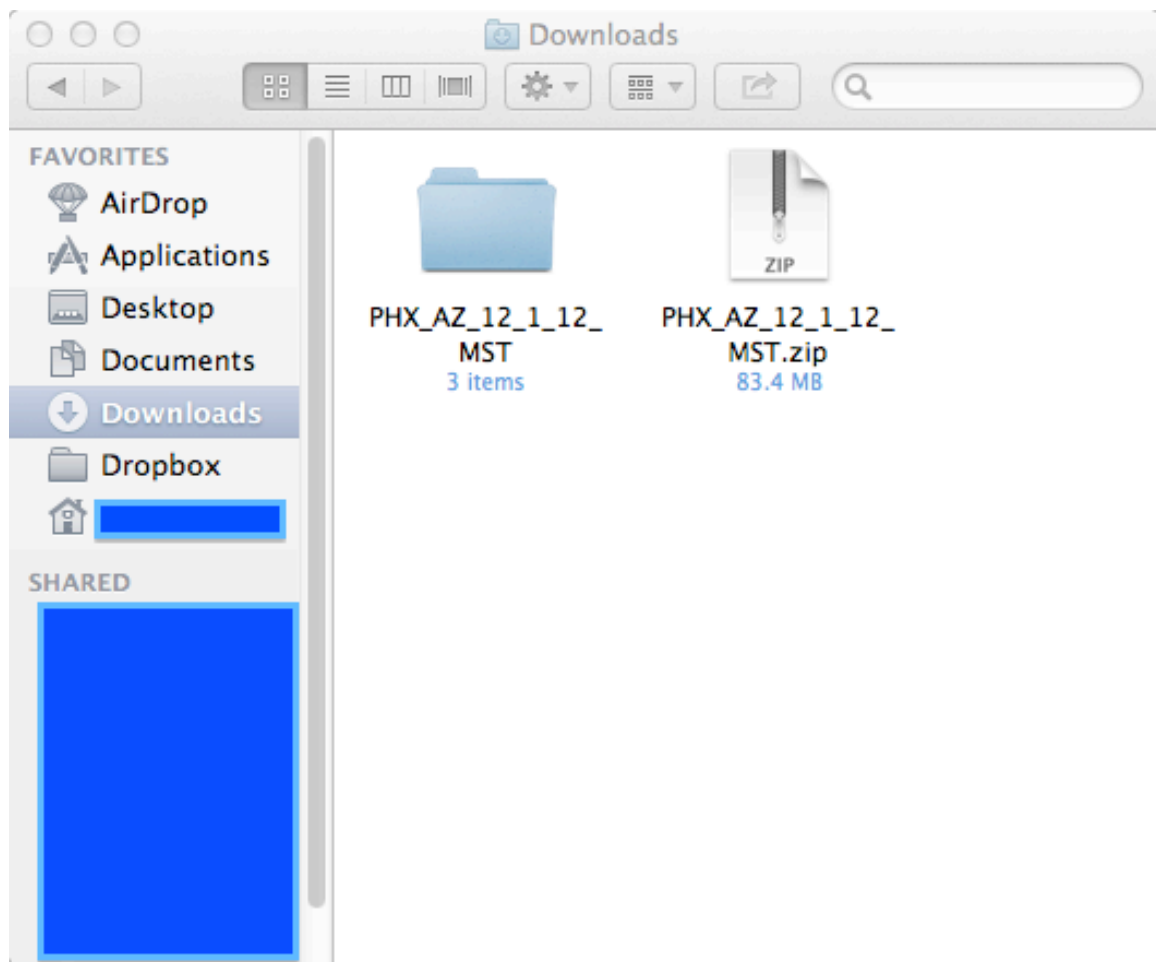 Downloads
FAVORITES
AirDrop
Applications
Desktop
Documents
Downloads
Dropbox
SHARED
PHX_AZ_12_1_12_
MST
3 items
ZIP
PHX_AZ_12_1_12_
MST.zip
83.4 MB